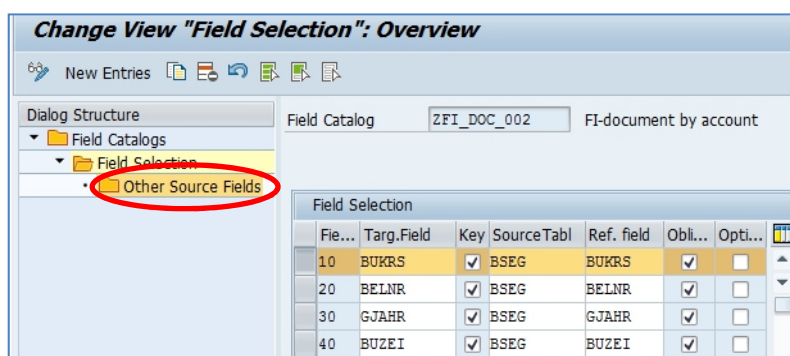 Change View "Field Selection": Overview
New Entries
Dialog Structure
Field Catalogs
Field Selection
Other Source Fields
Field Catalog ZFI_DOC_002 FI-document by account
Field Selection
Fie... Targ.Field Key SourceTabl Ref. field Obli... Opti...
10 BUKRS BSEG BUKRS
20 BELNR BSEG BELNR
30 GJAHR BSEG GJAHR
40 BUZEI BSEG BUZEI